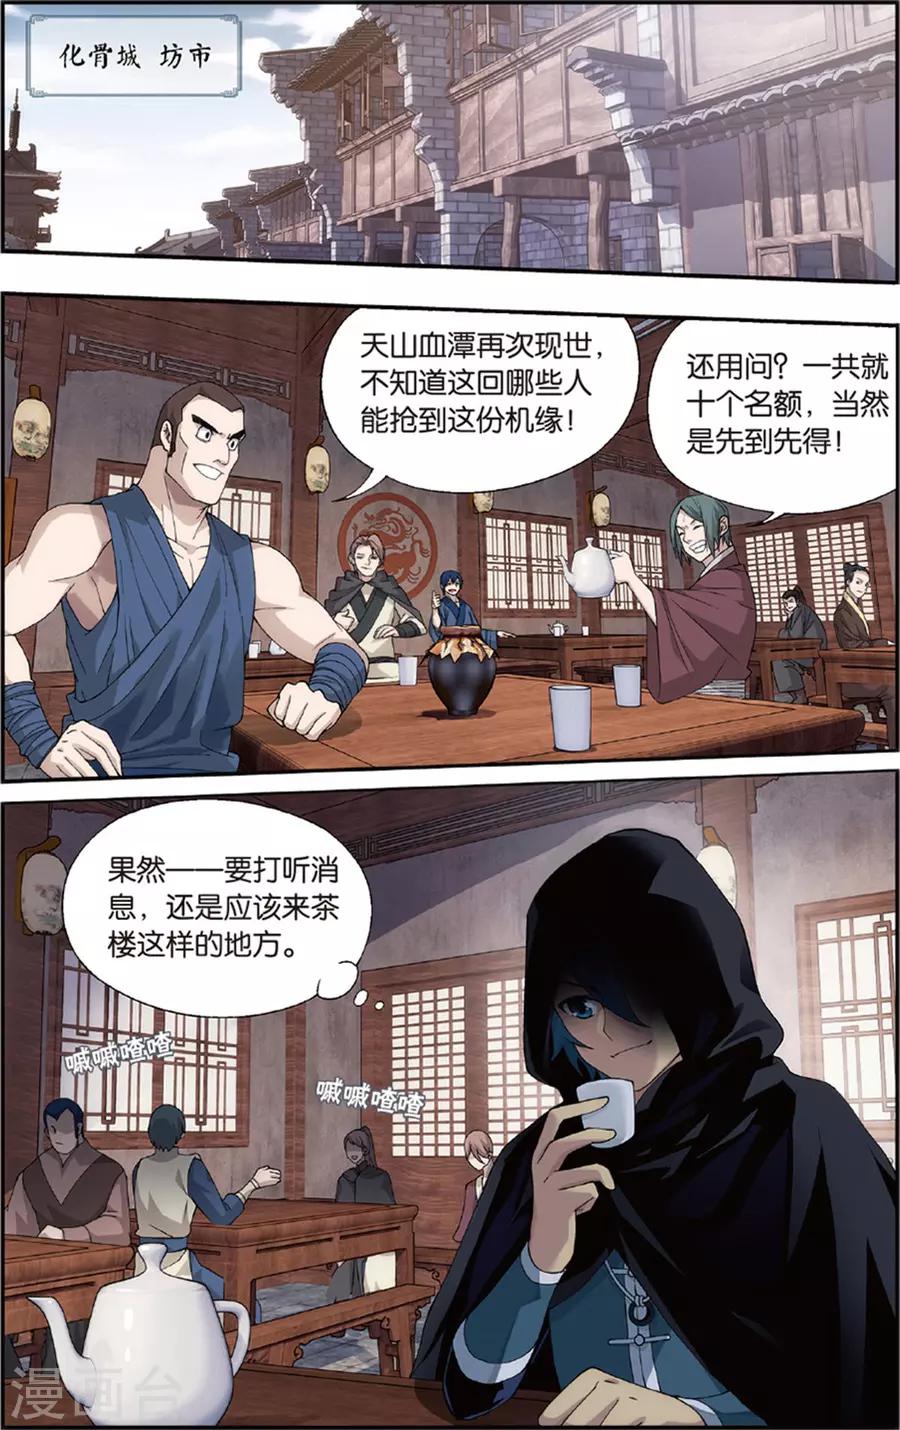 化骨城 坊市
天山血潭再次现世，
不知道这回哪些人
能抢到这份机缘！
还用问？一共就
十个名额，当然
是先到先得！
果然——要打听消
息，还是应该来茶
楼这样的地方。
嘁嘁喳喳
嘁嘁喳喳
漫画台